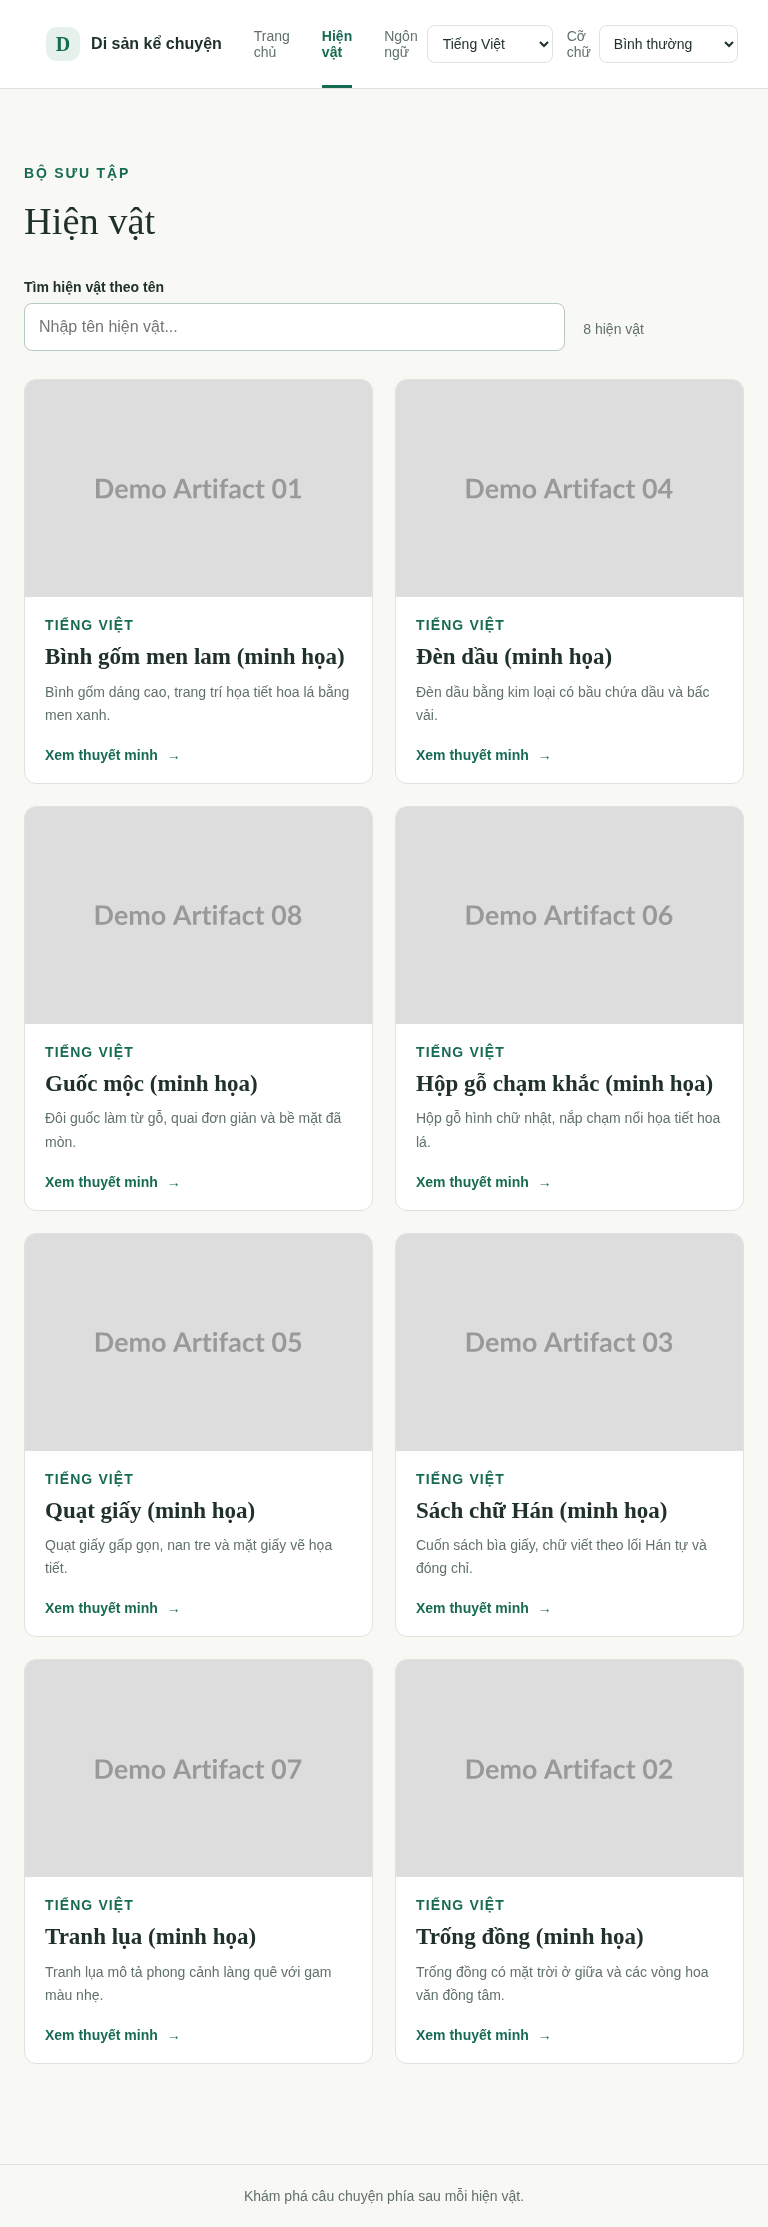 D Di sản kể chuyện
Trang
chủ
Hiện
vật
Ngôn
ngữ
Tiếng Việt
Cỡ
chữ
Bình thường
BỘ SƯU TẬP
Hiện vật
Tìm hiện vật theo tên
Nhập tên hiện vật...
8 hiện vật
Demo Artifact 01
TIẾNG VIỆT
Bình gốm men lam (minh họa)
Bình gốm dáng cao, trang trí họa tiết hoa lá bằng
men xanh.
Xem thuyết minh →
Demo Artifact 04
TIẾNG VIỆT
Đèn dầu (minh họa)
Đèn dầu bằng kim loại có bầu chứa dầu và bấc
vải.
Xem thuyết minh →
Demo Artifact 08
TIẾNG VIỆT
Guốc mộc (minh họa)
Đôi guốc làm từ gỗ, quai đơn giản và bề mặt đã
mòn.
Xem thuyết minh →
Demo Artifact 06
TIẾNG VIỆT
Hộp gỗ chạm khắc (minh họa)
Hộp gỗ hình chữ nhật, nắp chạm nổi họa tiết hoa
lá.
Xem thuyết minh →
Demo Artifact 05
TIẾNG VIỆT
Quạt giấy (minh họa)
Quạt giấy gấp gọn, nan tre và mặt giấy vẽ họa
tiết.
Xem thuyết minh →
Demo Artifact 03
TIẾNG VIỆT
Sách chữ Hán (minh họa)
Cuốn sách bìa giấy, chữ viết theo lối Hán tự và
đóng chỉ.
Xem thuyết minh →
Demo Artifact 07
TIẾNG VIỆT
Tranh lụa (minh họa)
Tranh lụa mô tả phong cảnh làng quê với gam
màu nhẹ.
Xem thuyết minh →
Demo Artifact 02
TIẾNG VIỆT
Trống đồng (minh họa)
Trống đồng có mặt trời ở giữa và các vòng hoa
văn đồng tâm.
Xem thuyết minh →
Khám phá câu chuyện phía sau mỗi hiện vật.